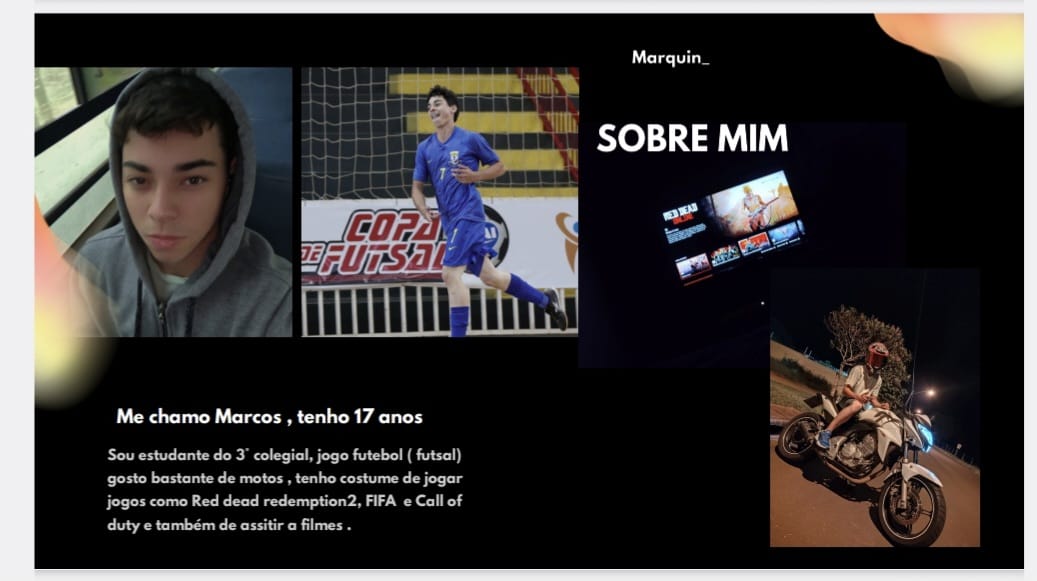 Marquin_
SOBRE MIM
7
COPA
DE FUTSAL
7
RED DEAD
ONLINE
Me chamo Marcos , tenho 17 anos
Sou estudante do 3° colegial, jogo futebol ( futsal)
gosto bastante de motos , tenho costume de jogar
jogos como Red dead redemption2, FIFA e Call of
duty e também de assitir a filmes .